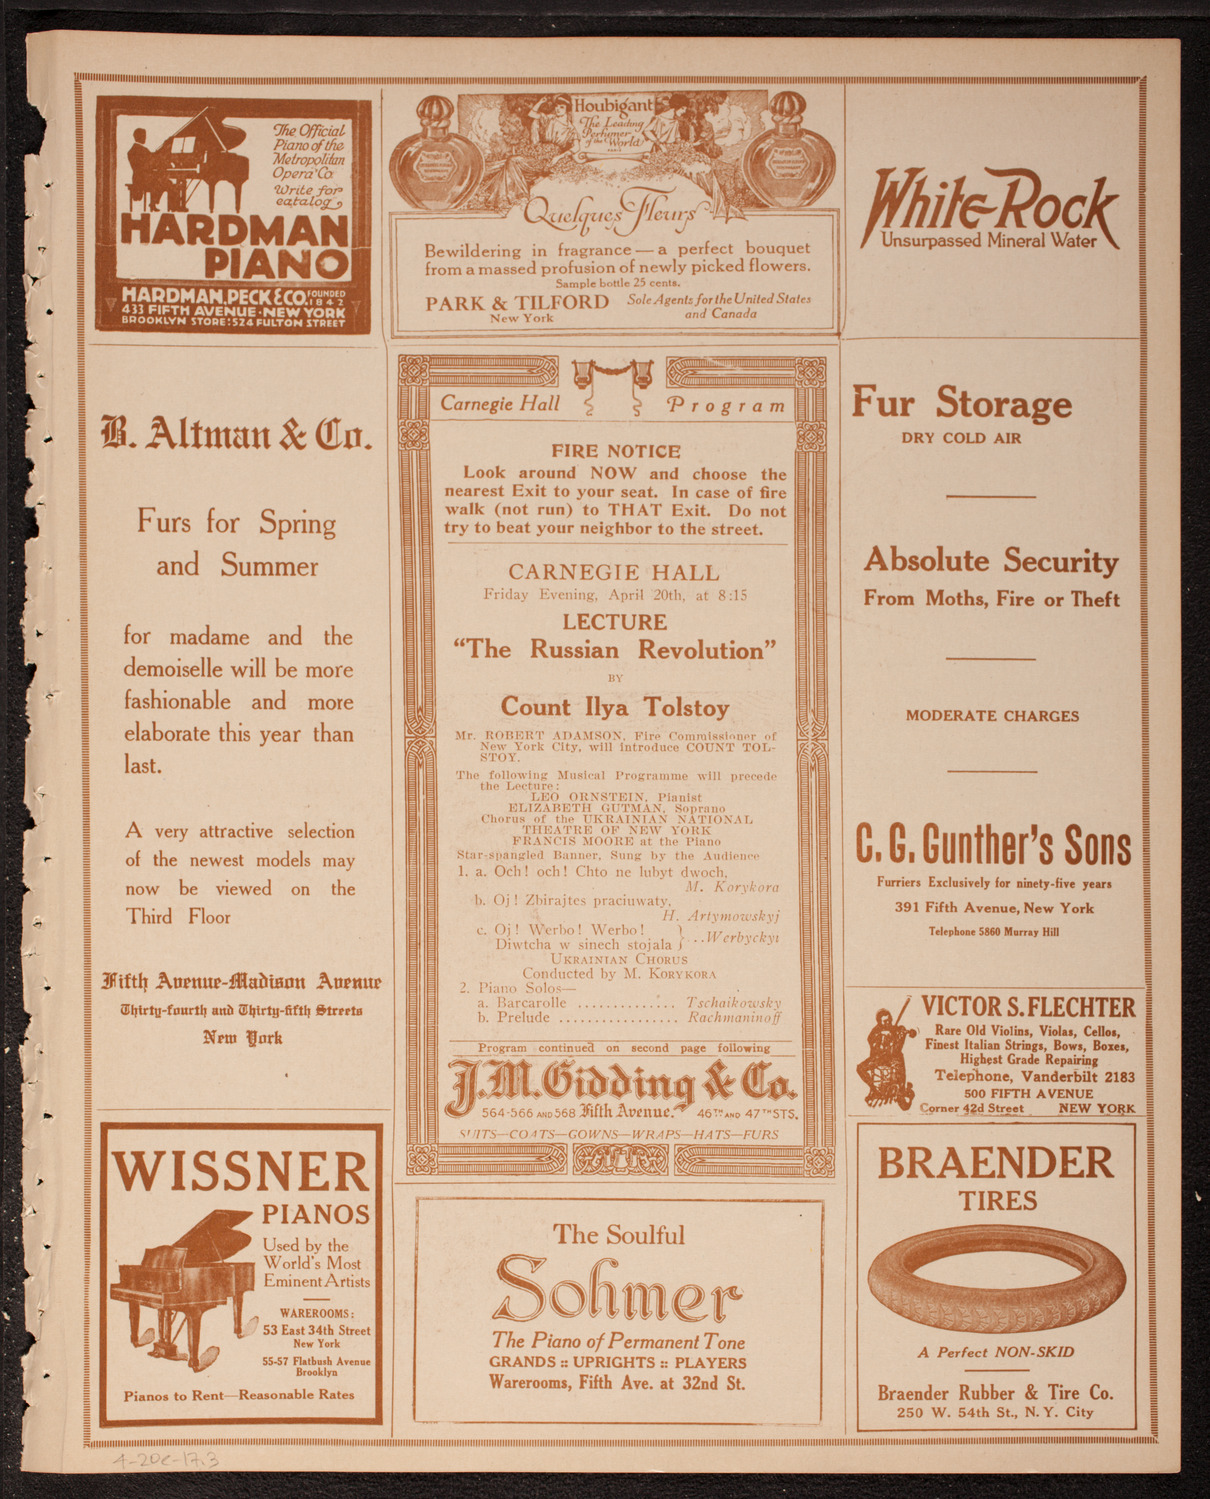 The Official
Piano of the
Metropolitan
Opera Co
Write for
catalog
HARDMAN
PIANO
HARDMAN, PECK & CO. FOUNDED 1842
433 FIFTH AVENUE · NEW YORK
BROOKLYN STORE: 524 FULTON STREET
Houbigant
The Leading
Perfumer
of the World
Quelques Fleurs
Bewildering in fragrance — a perfect bouquet
from a massed profusion of newly picked flowers.
Sample bottle 25 cents.
PARK & TILFORD
New York
Sole Agents for the United States
and Canada
White Rock
Unsurpassed Mineral Water
B. Altman & Co.
Furs for Spring
and Summer
for madame and the
demoiselle will be more
fashionable and more
elaborate this year than
last.
A very attractive selection
of the newest models may
now be viewed on the
Third Floor
Fifth Avenue-Madison Avenue
Thirty-fourth and Thirty-fifth Streets
New York
WISSNER
PIANOS
Used by the
World's Most
Eminent Artists
WAREROOMS:
53 East 34th Street
New York
55-57 Flatbush Avenue
Brooklyn
Pianos to Rent—Reasonable Rates
Carnegie Hall Program
FIRE NOTICE
Look around NOW and choose the
nearest Exit to your seat. In case of fire
walk (not run) to THAT Exit. Do not
try to beat your neighbor to the street.
CARNEGIE HALL
Friday Evening, April 20th, at 8:15
LECTURE
"The Russian Revolution"
BY
Count Ilya Tolstoy
Mr. ROBERT ADAMSON, Fire Commissioner of
New York City, will introduce COUNT TOL-
STOY.
The following Musical Programme will precede
the Lecture:
LEO ORNSTEIN, Pianist
ELIZABETH GUTMAN, Soprano
Chorus of the UKRAINIAN NATIONAL
THEATRE OF NEW YORK
FRANCIS MOORE at the Piano
Star-spangled Banner, Sung by the Audience
1. a. Och! och! Chto ne lubyt dwoch,
M. Korykora
b. Oj! Zbirajtes praciuwaty,
H. Artymowskyj
c. Oj! Werbo! Werbo!
Diwtcha w sinech stojala } ..Werbyckyi
UKRAINIAN CHORUS
Conducted by M. KORYKORA
2. Piano Solos—
a. Barcarolle .............. Tschaikowsky
b. Prelude ................. Rachmaninoff
Program continued on second page following
J. M. Gidding & Co.
564-566 AND 568 Fifth Avenue. 46TH AND 47TH STS.
SUITS—COATS—GOWNS—WRAPS—HATS—FURS
The Soulful
Sohmer
The Piano of Permanent Tone
GRANDS :: UPRIGHTS :: PLAYERS
Warerooms, Fifth Ave. at 32nd St.
Fur Storage
DRY COLD AIR
Absolute Security
From Moths, Fire or Theft
MODERATE CHARGES
C. G. Gunther's Sons
Furriers Exclusively for ninety-five years
391 Fifth Avenue, New York
Telephone 5860 Murray Hill
VICTOR S. FLECHTER
Rare Old Violins, Violas, Cellos,
Finest Italian Strings, Bows, Boxes,
Highest Grade Repairing
Telephone, Vanderbilt 2183
500 FIFTH AVENUE
Corner 42d Street NEW YORK
BRAENDER
TIRES
A Perfect NON-SKID
Braender Rubber & Tire Co.
250 W. 54th St., N. Y. City
4-20e-17.3